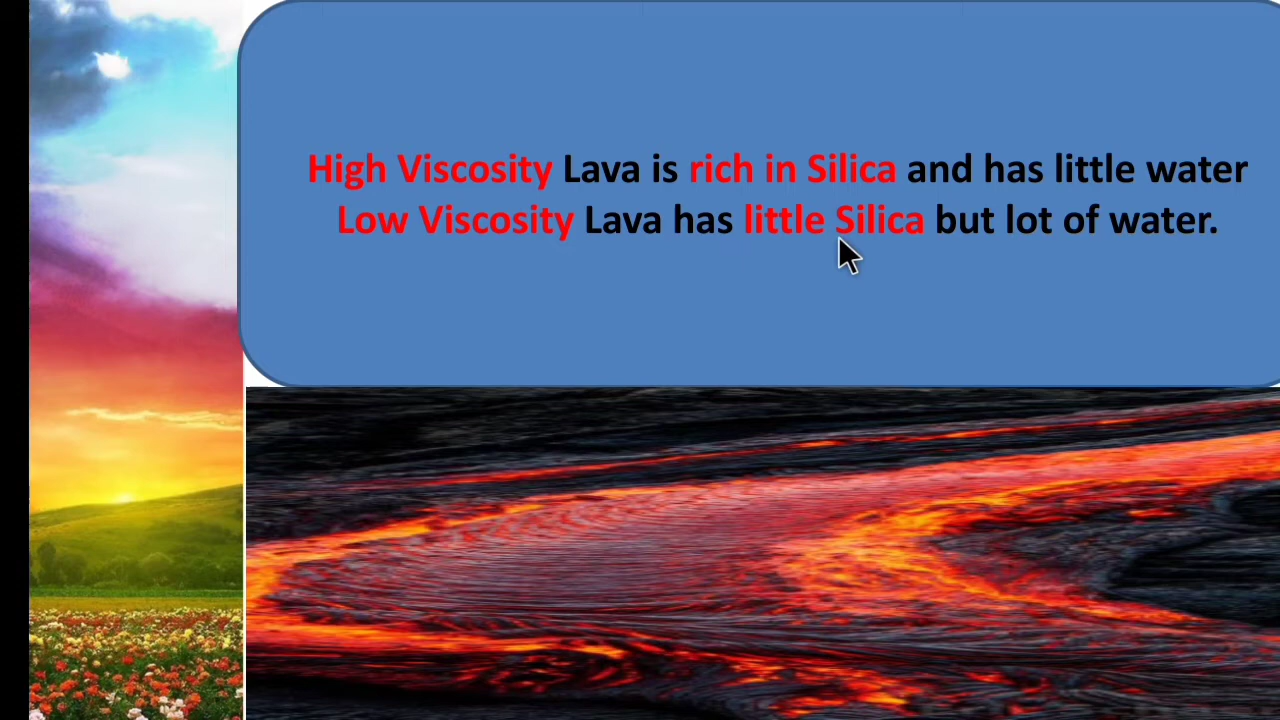 High Viscosity Lava is rich in Silica and has little water
Low Viscosity Lava has little Silica but lot of water.